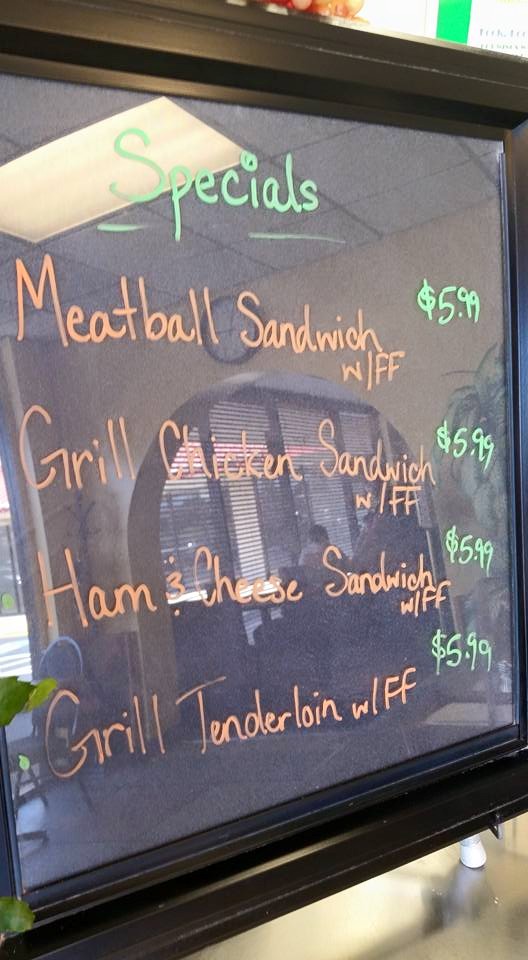 Specials
Meatball Sandwich $5.99
w/FF
Grill Chicken Sandwich $5.99
w/FF
Ham & Cheese Sandwich $5.99
w/FF
Grill Tenderloin w/FF $5.99